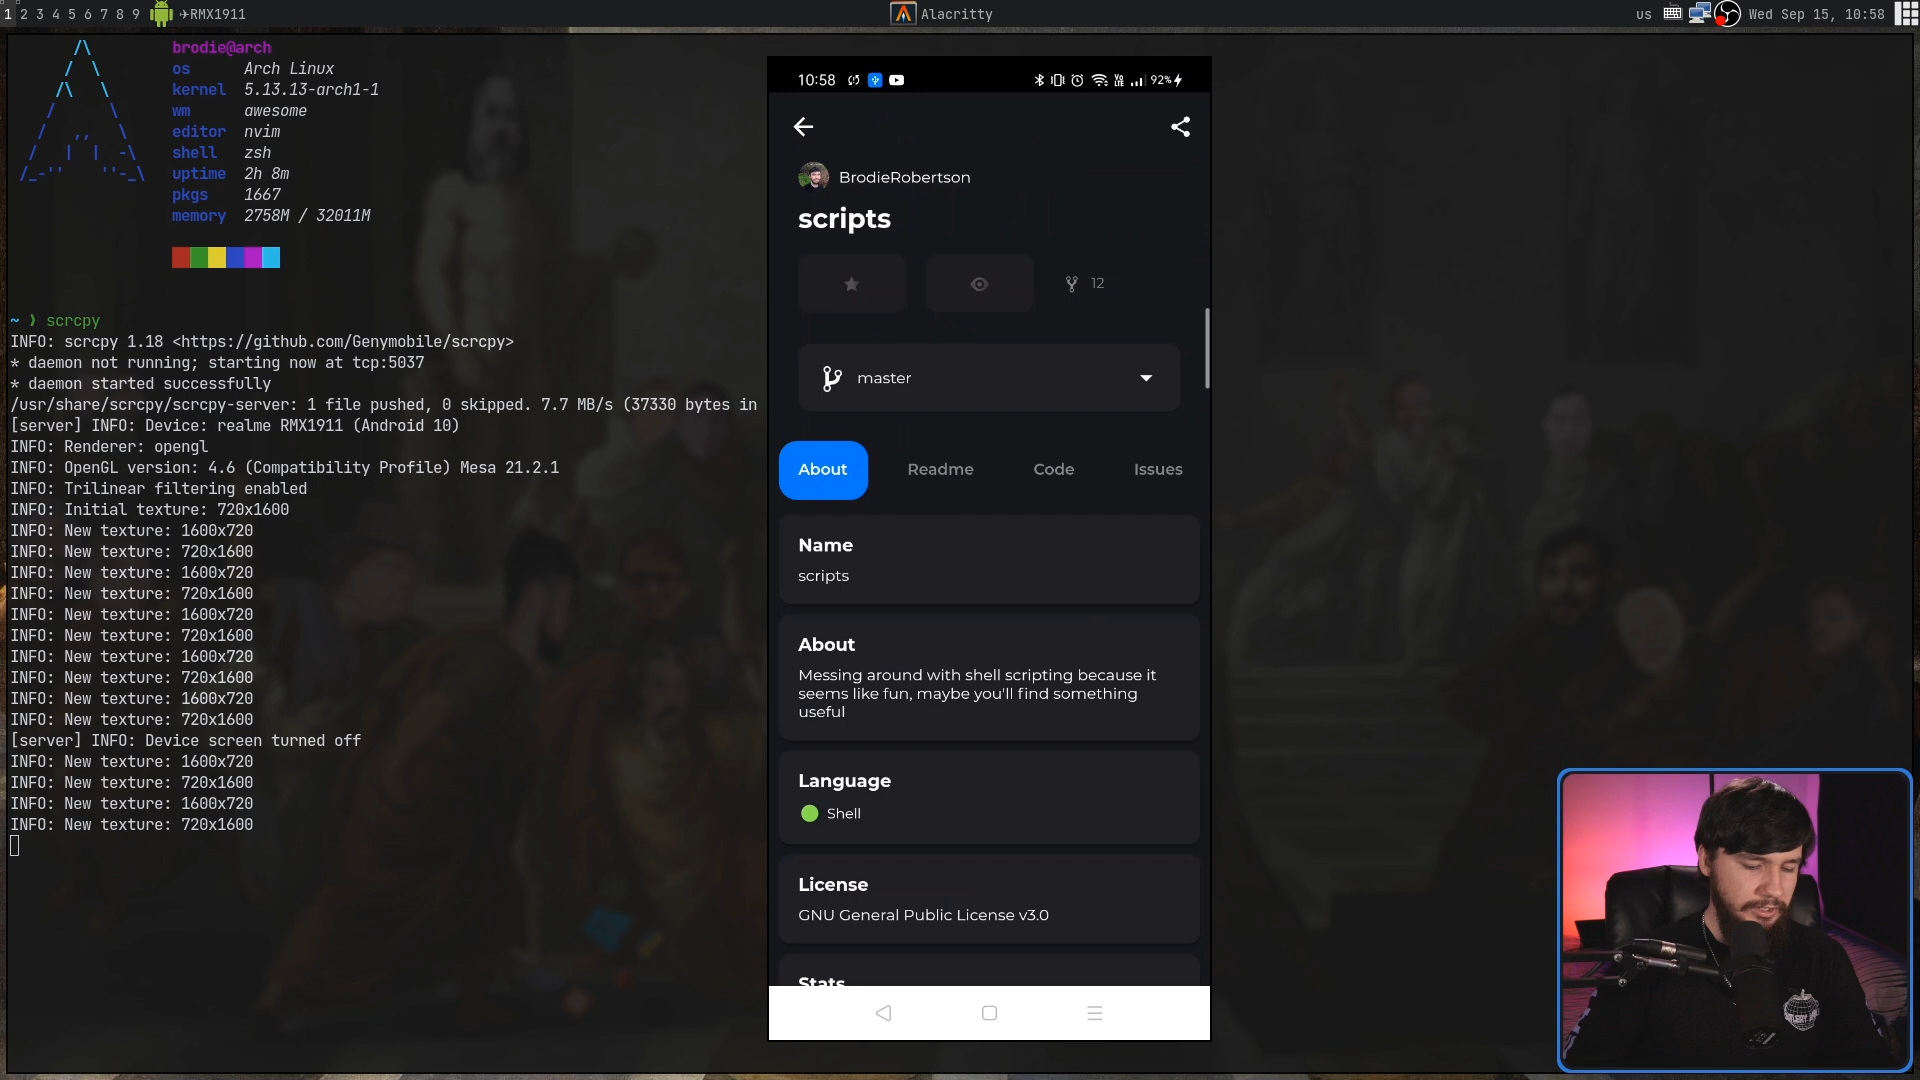 1 2 3 4 5 6 7 8 9 ✈RMX1911
Alacritty
us Wed Sep 15, 10:58
brodie@arch
os Arch Linux
kernel 5.13.13-arch1-1
wm awesome
editor nvim
shell zsh
uptime 2h 8m
pkgs 1667
memory 2758M / 32011M
~ ❯ scrcpy
INFO: scrcpy 1.18 <https://github.com/Genymobile/scrcpy>
* daemon not running; starting now at tcp:5037
* daemon started successfully
/usr/share/scrcpy/scrcpy-server: 1 file pushed, 0 skipped. 7.7 MB/s (37330 bytes in
[server] INFO: Device: realme RMX1911 (Android 10)
INFO: Renderer: opengl
INFO: OpenGL version: 4.6 (Compatibility Profile) Mesa 21.2.1
INFO: Trilinear filtering enabled
INFO: Initial texture: 720x1600
INFO: New texture: 1600x720
INFO: New texture: 720x1600
INFO: New texture: 1600x720
INFO: New texture: 720x1600
INFO: New texture: 1600x720
INFO: New texture: 720x1600
INFO: New texture: 1600x720
INFO: New texture: 720x1600
INFO: New texture: 1600x720
INFO: New texture: 720x1600
[server] INFO: Device screen turned off
INFO: New texture: 1600x720
INFO: New texture: 720x1600
INFO: New texture: 1600x720
INFO: New texture: 720x1600
10:58 92%
BrodieRobertson
scripts
12
master
About Readme Code Issues
Name
scripts
About
Messing around with shell scripting because it
seems like fun, maybe you'll find something
useful
Language
Shell
License
GNU General Public License v3.0
Stats